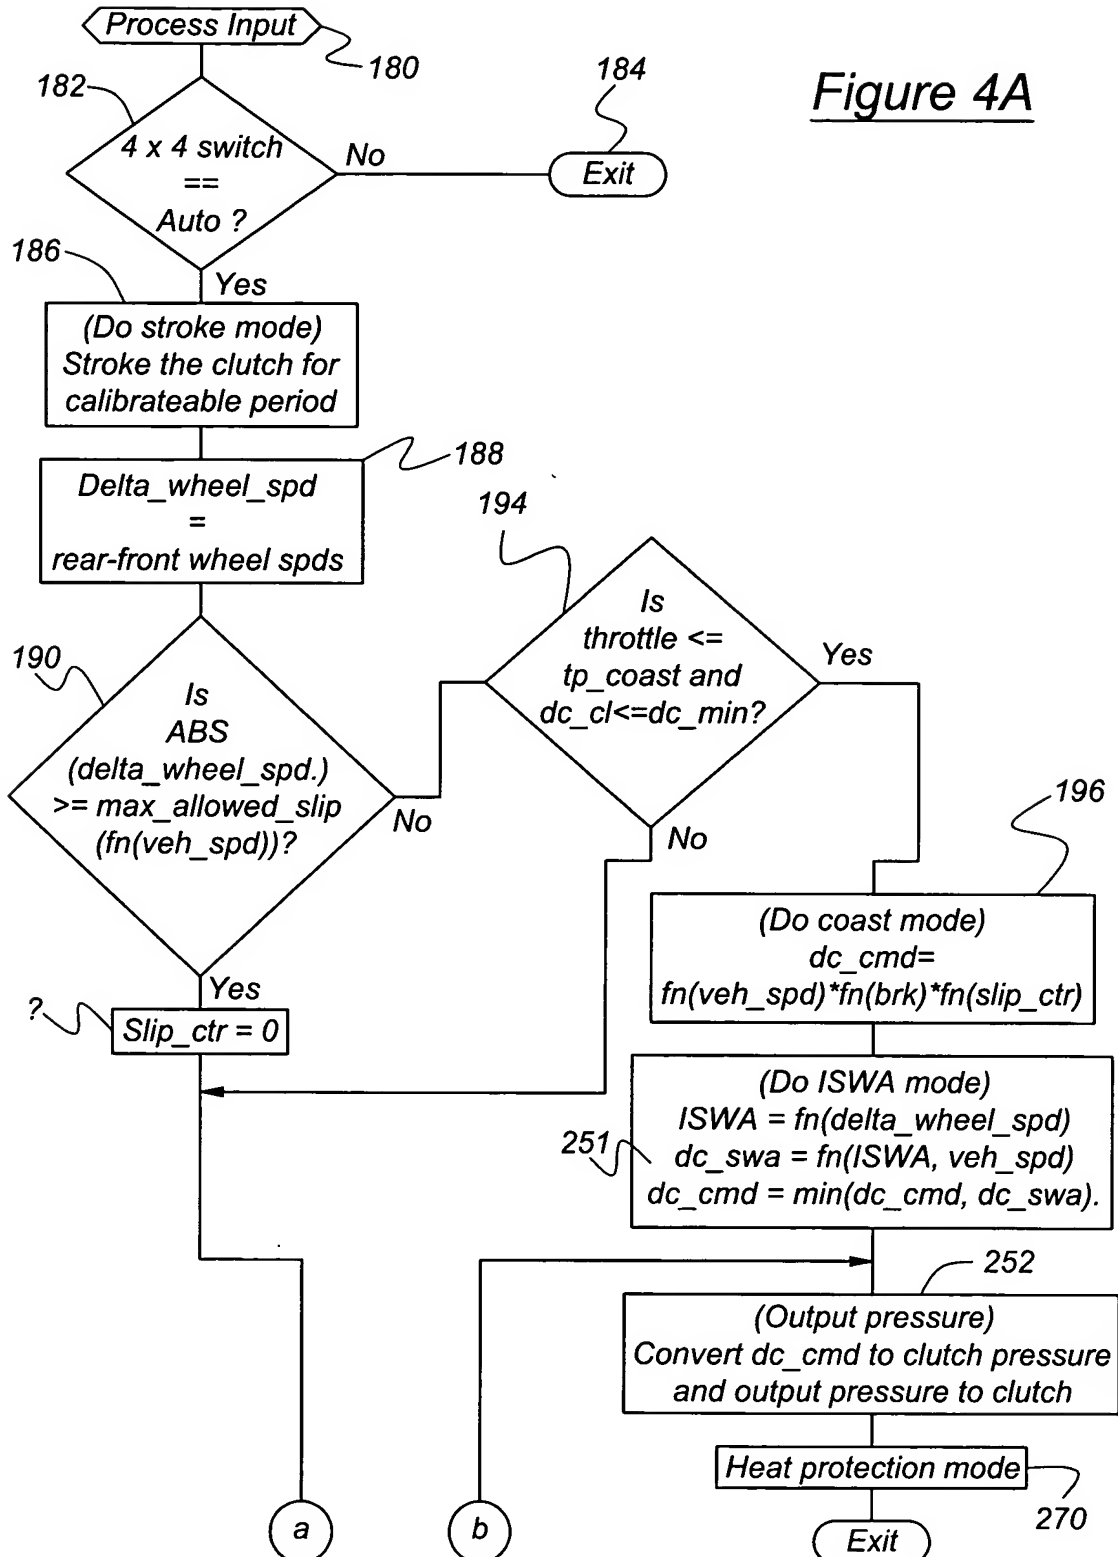 Process Input
180
Figure 4A
182
184
4 x 4 switch
==
Auto ?
No
Exit
186
Yes
(Do stroke mode)
Stroke the clutch for
calibrateable period
188
Delta_wheel_spd
=
rear-front wheel spds
194
Is
throttle <=
tp_coast and
dc_cl<=dc_min?
Yes
No
190
Is
ABS
(delta_wheel_spd.)
>= max_allowed_slip
(fn(veh_spd))?
No
Yes
?
Slip_ctr = 0
196
(Do coast mode)
dc_cmd=
fn(veh_spd)*fn(brk)*fn(slip_ctr)
251
(Do ISWA mode)
ISWA = fn(delta_wheel_spd)
dc_swa = fn(ISWA, veh_spd)
dc_cmd = min(dc_cmd, dc_swa).
252
(Output pressure)
Convert dc_cmd to clutch pressure
and output pressure to clutch
Heat protection mode
270
a
b
Exit